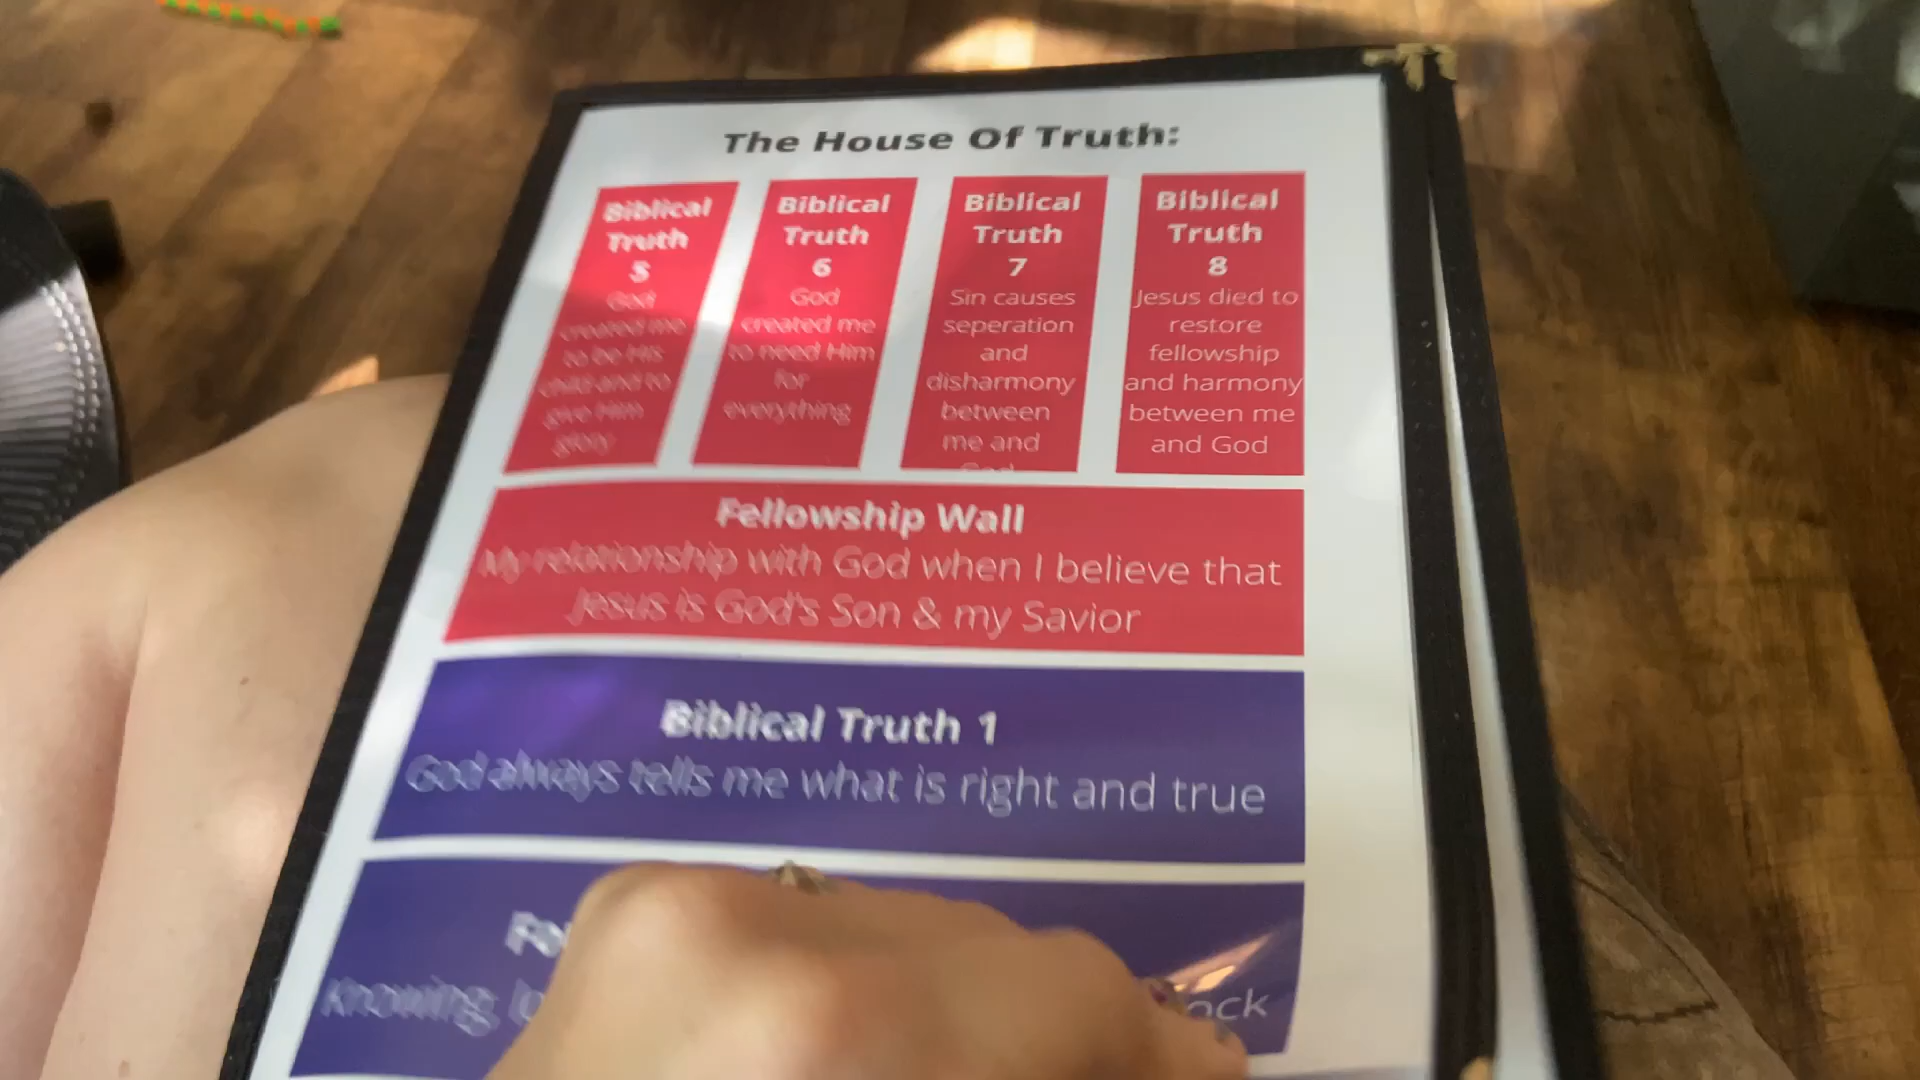 The House Of Truth:
Biblical
Truth
5
God
created me
to be His
child and to
give Him
glory
Biblical
Truth
6
God
created me
to need Him
for
everything
Biblical
Truth
7
Sin causes
seperation
and
disharmony
between
me and
God
Biblical
Truth
8
Jesus died to
restore
fellowship
and harmony
between me
and God
Fellowship Wall
My relationship with God when I believe that
Jesus is God's Son & my Savior
Biblical Truth 1
God always tells me what is right and true
Knowing,